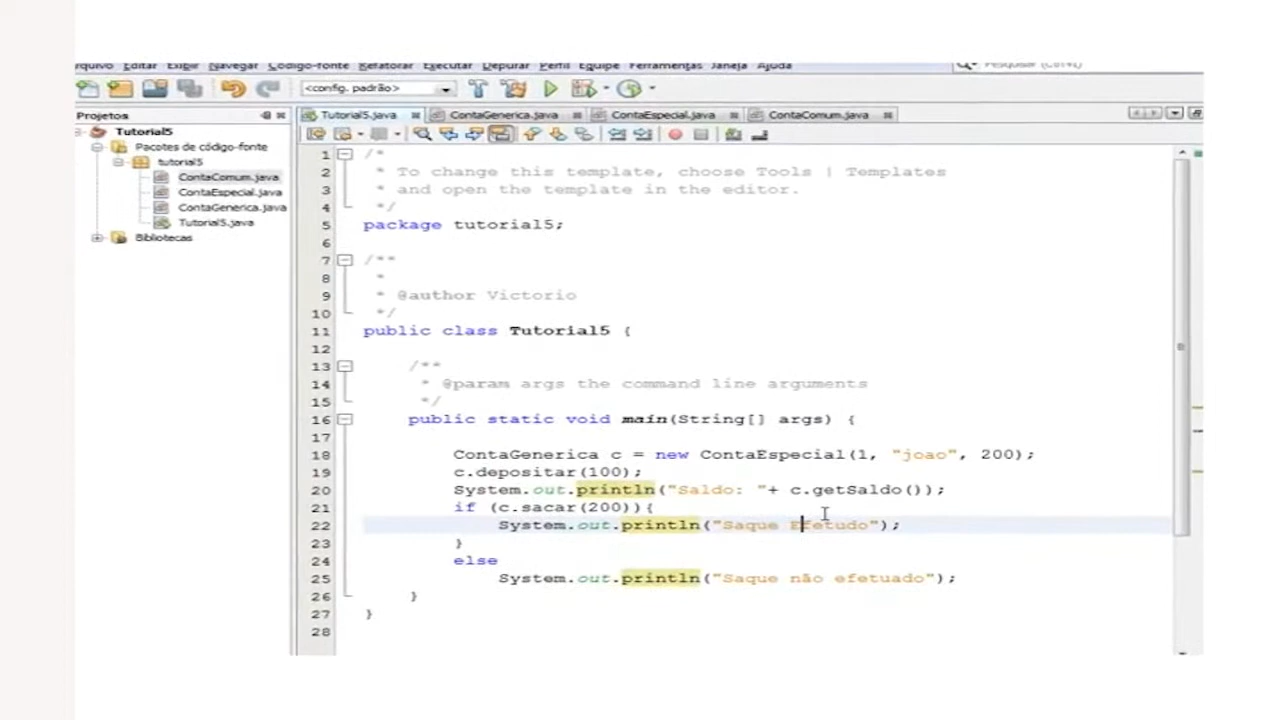 Arquivo Editar Exibir Navegar Código-fonte Refatorar Executar Depurar Perfil Equipe Ferramentas Janela Ajuda Pesquisar (Ctrl+I)
<config. padrão>
Projetos
Tutorial5.java ContaGenerica.java ContaEspecial.java ContaComum.java
Tutorial5
Pacotes de código-fonte
tutorial5
ContaComum.java
ContaEspecial.java
ContaGenerica.java
Tutorial5.java
Bibliotecas
1 /*
2 * To change this template, choose Tools | Templates
3 * and open the template in the editor.
4 */
5 package tutorial5;
6
7 /**
8 *
9 * @author Victorio
10 */
11 public class Tutorial5 {
12
13 /**
14 * @param args the command line arguments
15 */
16 public static void main(String[] args) {
17
18 ContaGenerica c = new ContaEspecial(1, "joao", 200);
19 c.depositar(100);
20 System.out.println("Saldo: "+ c.getSaldo());
21 if (c.sacar(200)){
22 System.out.println("Saque Efetudo");
23 }
24 else
25 System.out.println("Saque não efetuado");
26 }
27 }
28